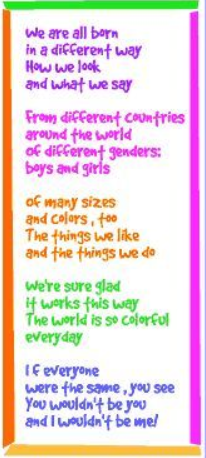 We are all born
in a different way
How we look
and what we say
From different countries
around the world
Of different genders:
boys and girls
Of many sizes
and colors, too
The things we like
and the things we do
We're sure glad
it works this way
The world is so colorful
everyday
If everyone
were the same, you see
You wouldn't be you
and I wouldn't be me!